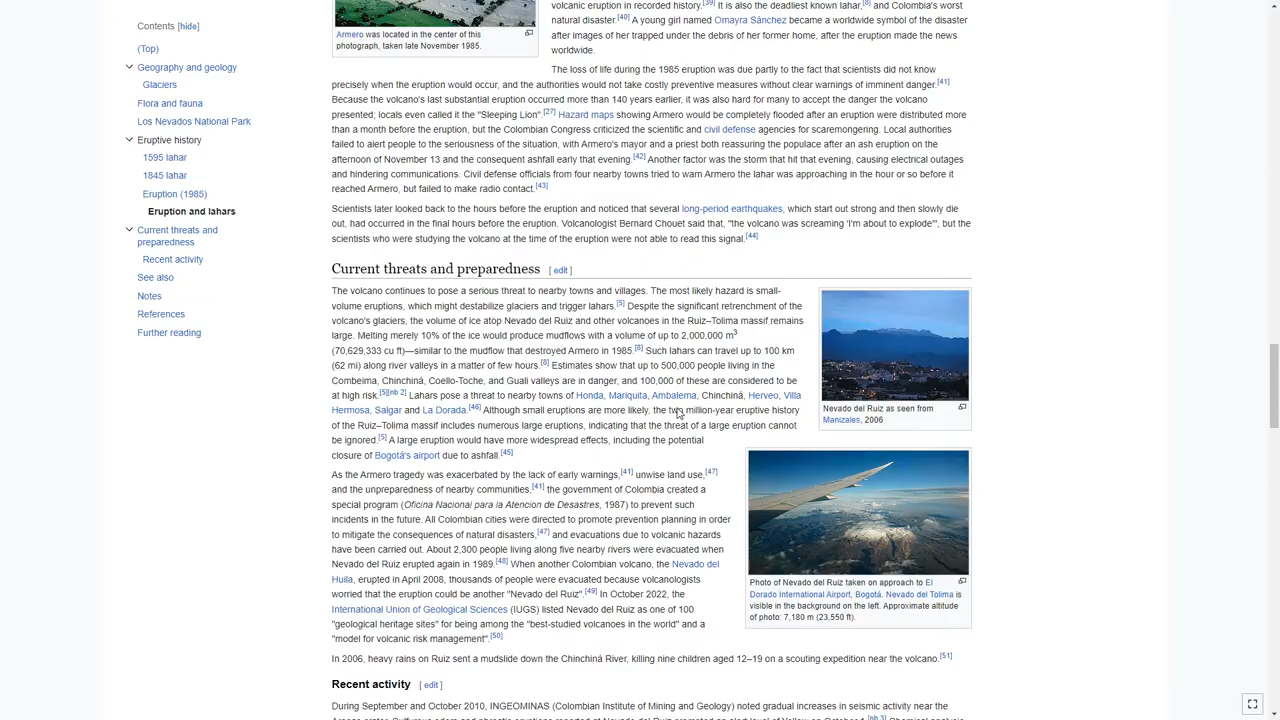 Contents [hide]
(Top)
Geography and geology
Glaciers
Flora and fauna
Los Nevados National Park
Eruptive history
1595 lahar
1845 lahar
Eruption (1985)
Eruption and lahars
Current threats and
preparedness
Recent activity
See also
Notes
References
Further reading
Armero was located in the center of this
photograph, taken late November 1985.
volcanic eruption in recorded history.[39] It is also the deadliest known lahar,[8] and Colombia's worst
natural disaster.[40] A young girl named Omayra Sánchez became a worldwide symbol of the disaster
after images of her trapped under the debris of her former home, after the eruption made the news
worldwide.
The loss of life during the 1985 eruption was due partly to the fact that scientists did not know
precisely when the eruption would occur, and the authorities would not take costly preventive measures without clear warnings of imminent danger.[41]
Because the volcano's last substantial eruption occurred more than 140 years earlier, it was also hard for many to accept the danger the volcano
presented; locals even called it the "Sleeping Lion".[27] Hazard maps showing Armero would be completely flooded after an eruption were distributed more
than a month before the eruption, but the Colombian Congress criticized the scientific and civil defense agencies for scaremongering. Local authorities
failed to alert people to the seriousness of the situation, with Armero's mayor and a priest both reassuring the populace after an ash eruption on the
afternoon of November 13 and the consequent ashfall early that evening.[42] Another factor was the storm that hit that evening, causing electrical outages
and hindering communications. Civil defense officials from four nearby towns tried to warn Armero the lahar was approaching in the hour or so before it
reached Armero, but failed to make radio contact.[43]
Scientists later looked back to the hours before the eruption and noticed that several long-period earthquakes, which start out strong and then slowly die
out, had occurred in the final hours before the eruption. Volcanologist Bernard Chouet said that, "the volcano was screaming 'I'm about to explode'", but the
scientists who were studying the volcano at the time of the eruption were not able to read this signal.[44]
Current threats and preparedness [ edit ]
The volcano continues to pose a serious threat to nearby towns and villages. The most likely hazard is small-
volume eruptions, which might destabilize glaciers and trigger lahars.[5] Despite the significant retrenchment of the
volcano's glaciers, the volume of ice atop Nevado del Ruiz and other volcanoes in the Ruiz–Tolima massif remains
large. Melting merely 10% of the ice would produce mudflows with a volume of up to 2,000,000 m3
(70,629,333 cu ft)—similar to the mudflow that destroyed Armero in 1985.[8] Such lahars can travel up to 100 km
(62 mi) along river valleys in a matter of few hours.[8] Estimates show that up to 500,000 people living in the
Combeima, Chinchiná, Coello-Toche, and Guali valleys are in danger, and 100,000 of these are considered to be
at high risk.[5][nb 2] Lahars pose a threat to nearby towns of Honda, Mariquita, Ambalema, Chinchiná, Herveo, Villa
Hermosa, Salgar and La Dorada.[46] Although small eruptions are more likely, the two million-year eruptive history
of the Ruiz–Tolima massif includes numerous large eruptions, indicating that the threat of a large eruption cannot
be ignored.[5] A large eruption would have more widespread effects, including the potential
closure of Bogotá's airport due to ashfall.[45]
Nevado del Ruiz as seen from
Manizales, 2006
As the Armero tragedy was exacerbated by the lack of early warnings,[41] unwise land use,[47]
and the unpreparedness of nearby communities,[41] the government of Colombia created a
special program (Oficina Nacional para la Atencion de Desastres, 1987) to prevent such
incidents in the future. All Colombian cities were directed to promote prevention planning in order
to mitigate the consequences of natural disasters,[47] and evacuations due to volcanic hazards
have been carried out. About 2,300 people living along five nearby rivers were evacuated when
Nevado del Ruiz erupted again in 1989.[48] When another Colombian volcano, the Nevado del
Huila, erupted in April 2008, thousands of people were evacuated because volcanologists
worried that the eruption could be another "Nevado del Ruiz".[49] In October 2022, the
International Union of Geological Sciences (IUGS) listed Nevado del Ruiz as one of 100
"geological heritage sites" for being among the "best-studied volcanoes in the world" and a
"model for volcanic risk management".[50]
Photo of Nevado del Ruiz taken on approach to El
Dorado International Airport, Bogotá. Nevado del Tolima is
visible in the background on the left. Approximate altitude
of photo: 7,180 m (23,550 ft).
In 2006, heavy rains on Ruiz sent a mudslide down the Chinchiná River, killing nine children aged 12–19 on a scouting expedition near the volcano.[51]
Recent activity [ edit ]
During September and October 2010, INGEOMINAS (Colombian Institute of Mining and Geology) noted gradual increases in seismic activity near the